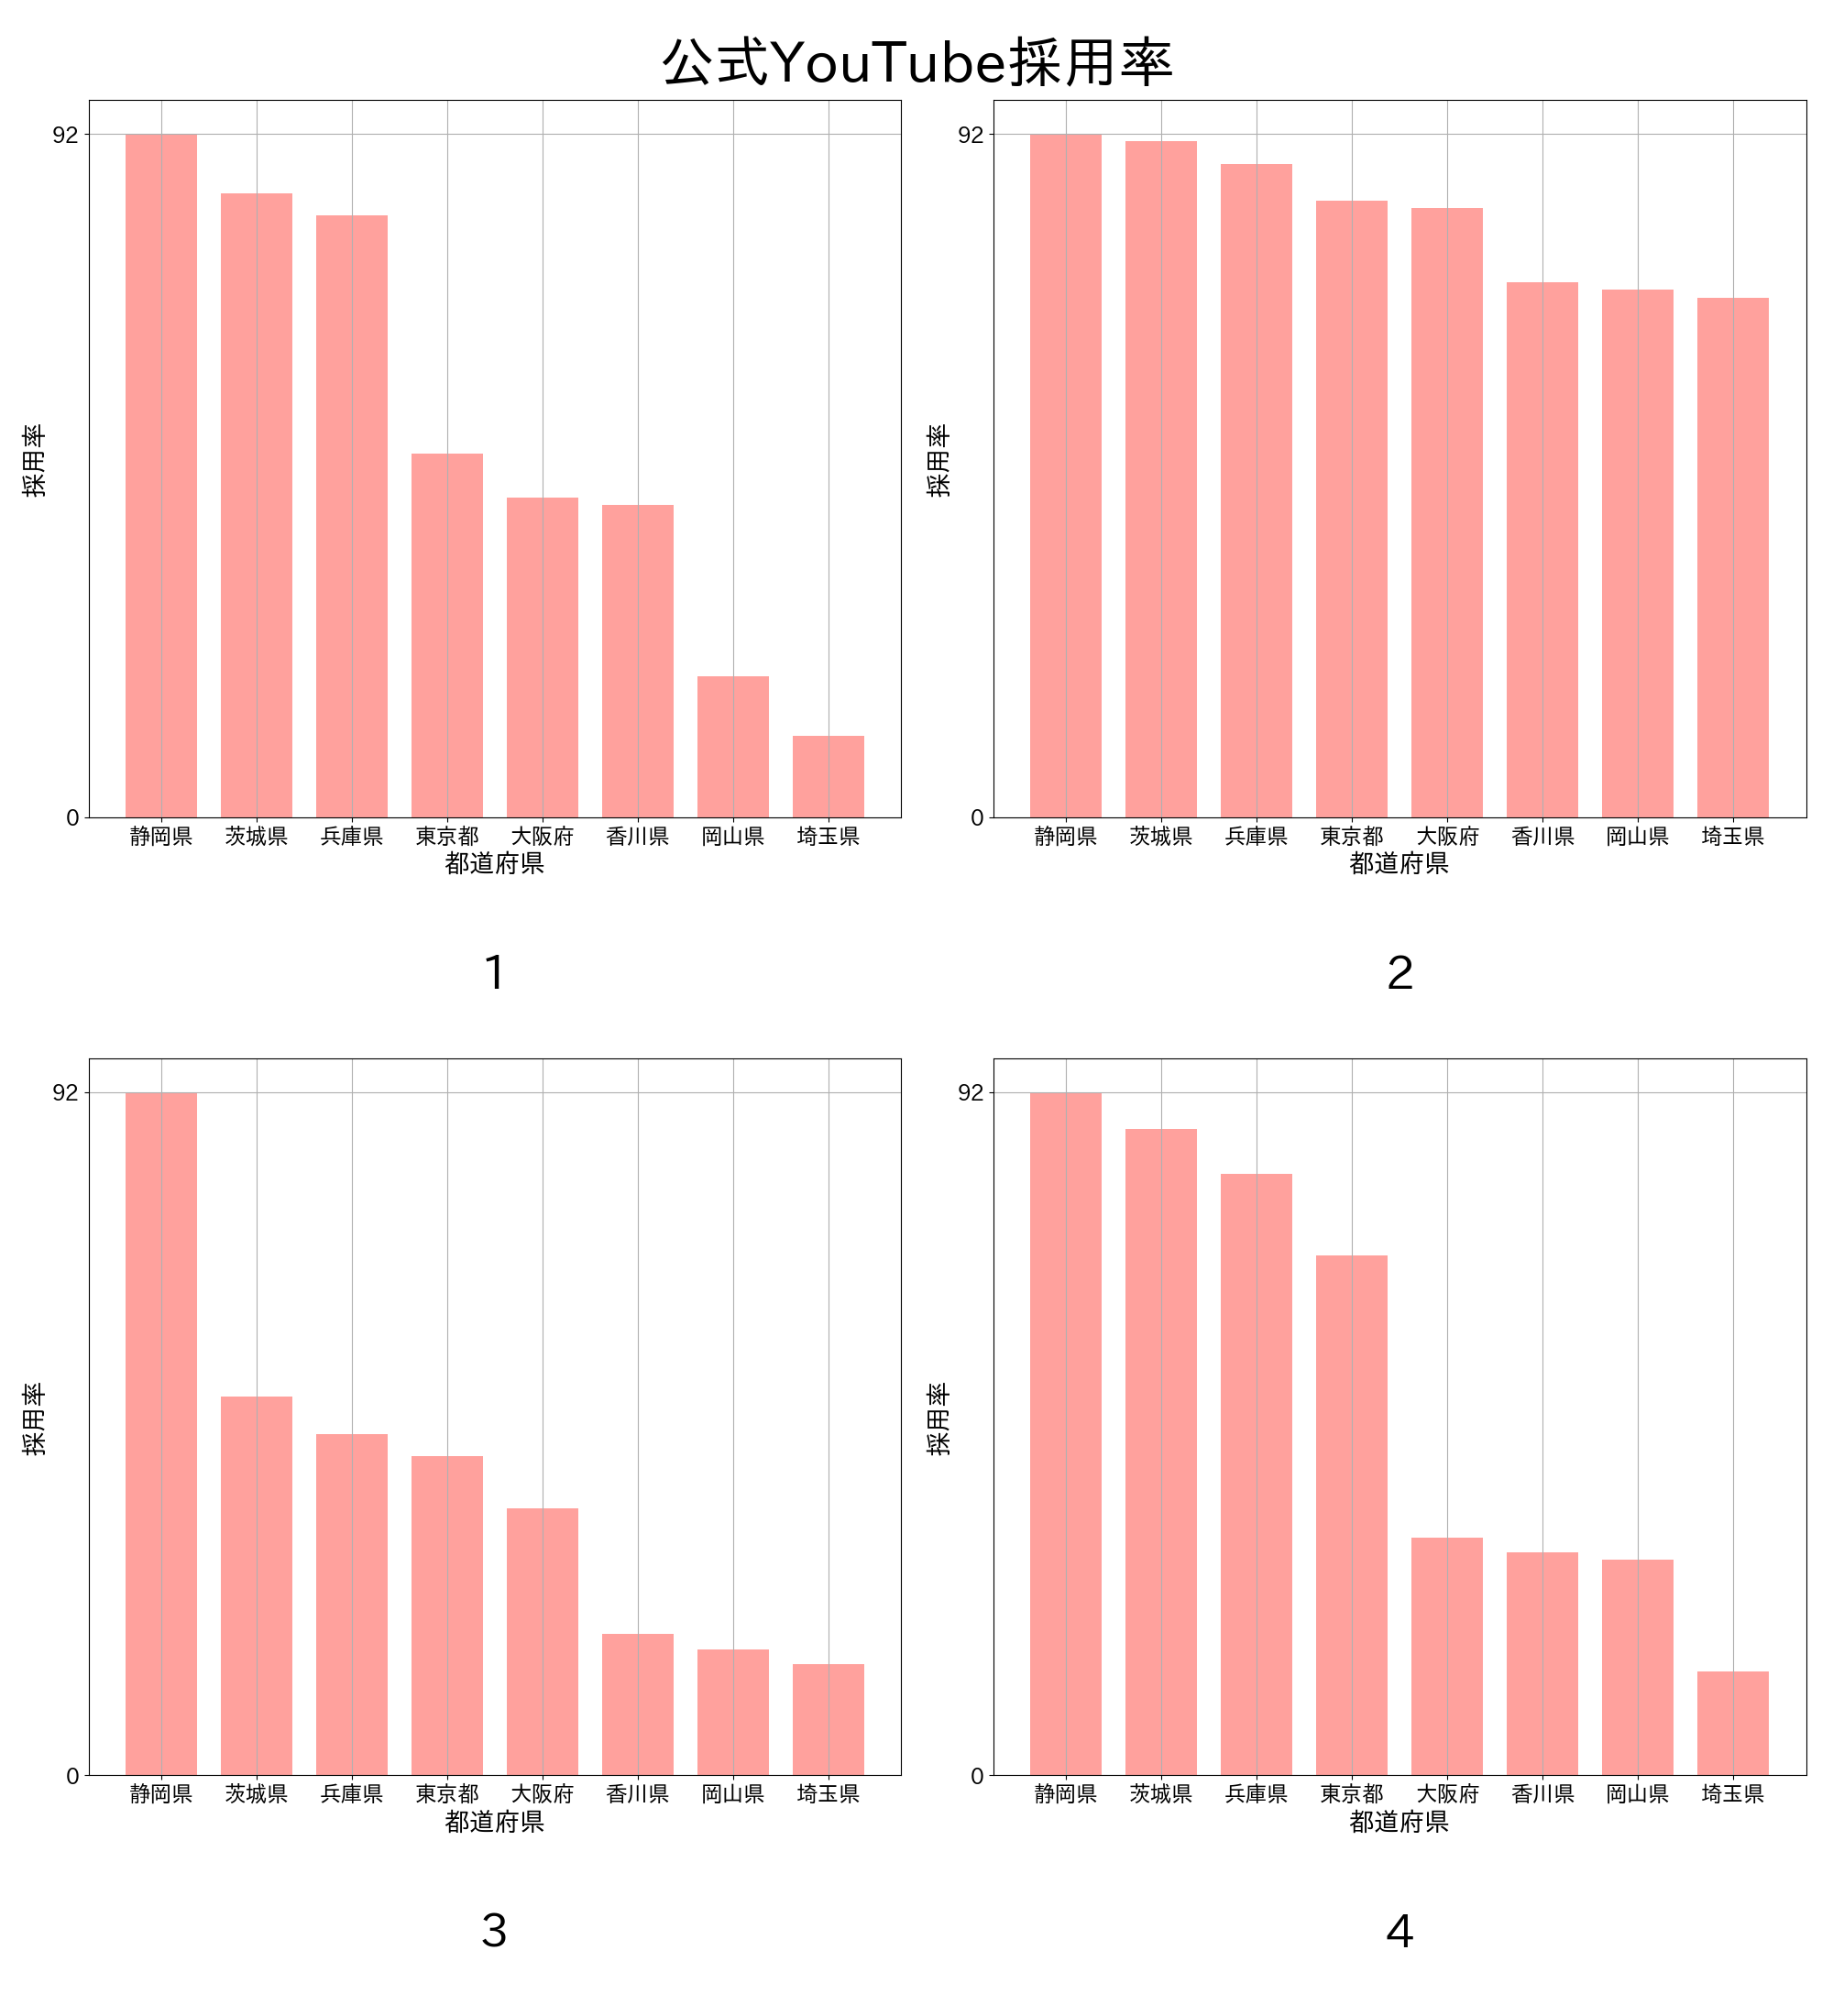 公式YouTube採用率
92
0
採用率
静岡県 茨城県 兵庫県 東京都 大阪府 香川県 岡山県 埼玉県
都道府県
1
92
0
採用率
静岡県 茨城県 兵庫県 東京都 大阪府 香川県 岡山県 埼玉県
都道府県
2
92
0
採用率
静岡県 茨城県 兵庫県 東京都 大阪府 香川県 岡山県 埼玉県
都道府県
3
92
0
採用率
静岡県 茨城県 兵庫県 東京都 大阪府 香川県 岡山県 埼玉県
都道府県
4